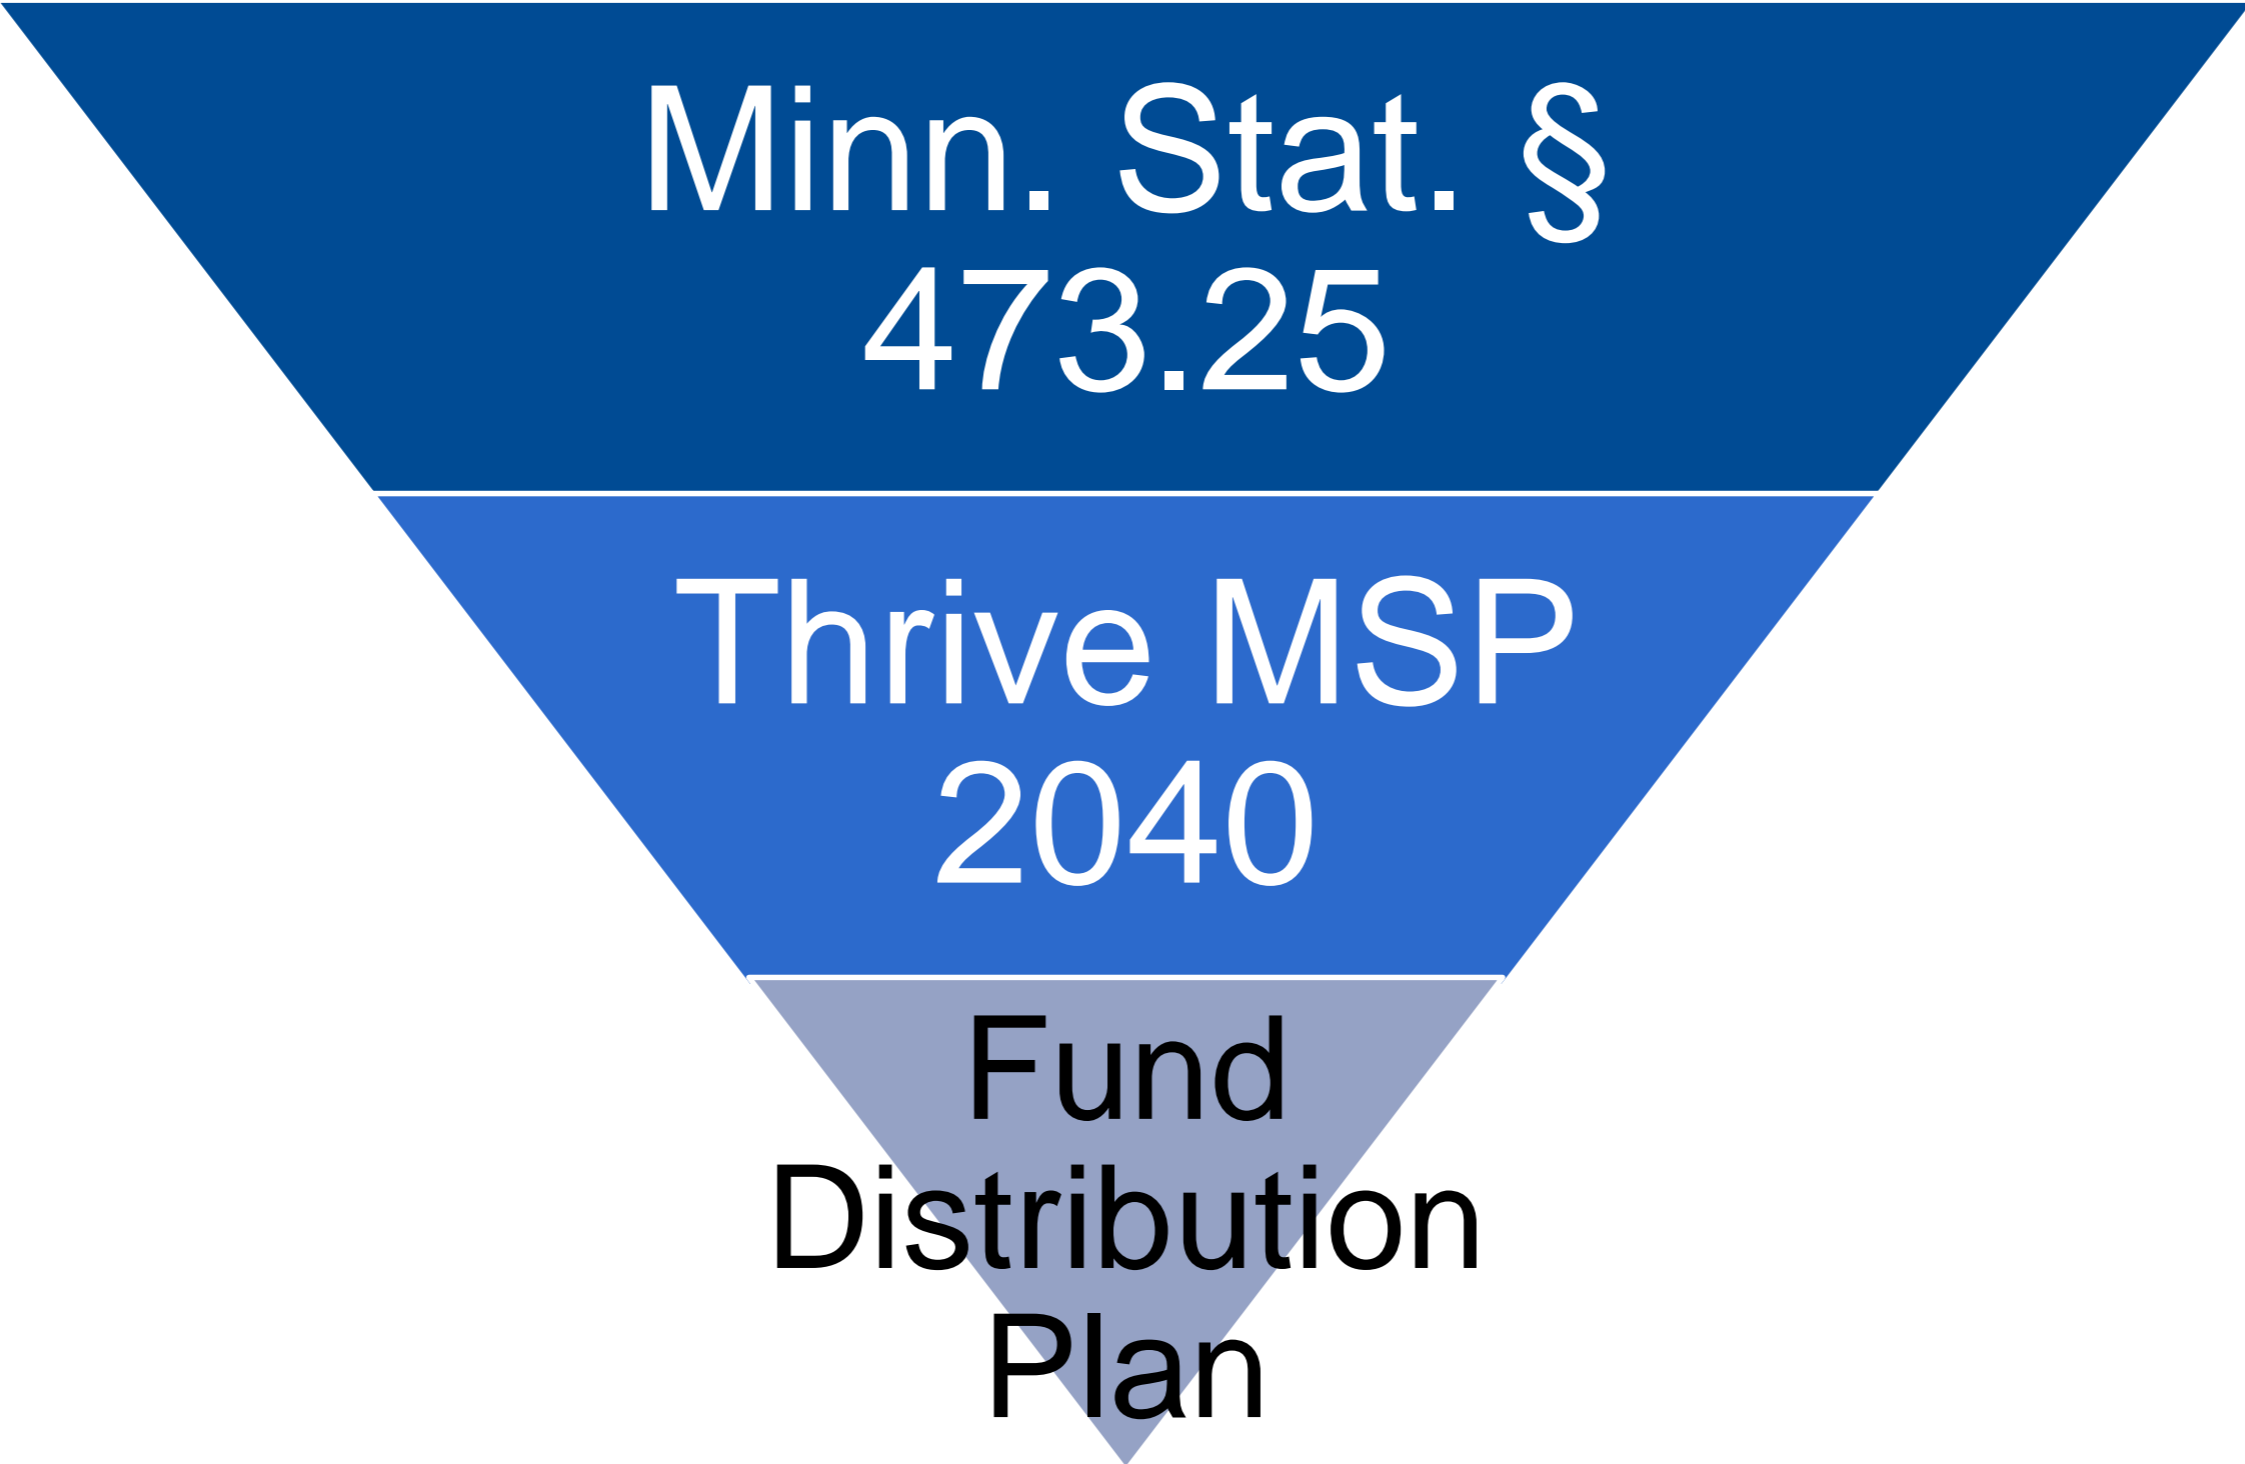 Minn. Stat. §
473.25
Thrive MSP
2040
Fund
Distribution
Plan